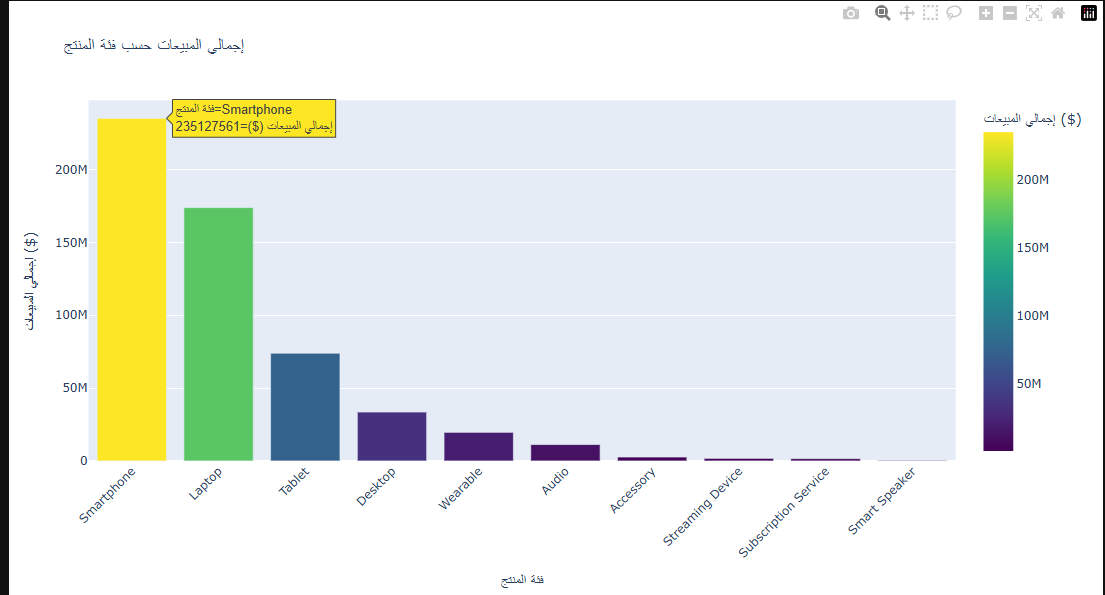 إجمالي المبيعات حسب فئة المنتج
فئة المنتج=Smartphone
إجمالي المبيعات ($)=235127561
إجمالي المبيعات ($)
200M
150M
100M
50M
0
Smartphone
Laptop
Tablet
Desktop
Wearable
Audio
Accessory
Streaming Device
Subscription Service
Smart Speaker
فئة المنتج
إجمالي المبيعات ($)
200M
150M
100M
50M